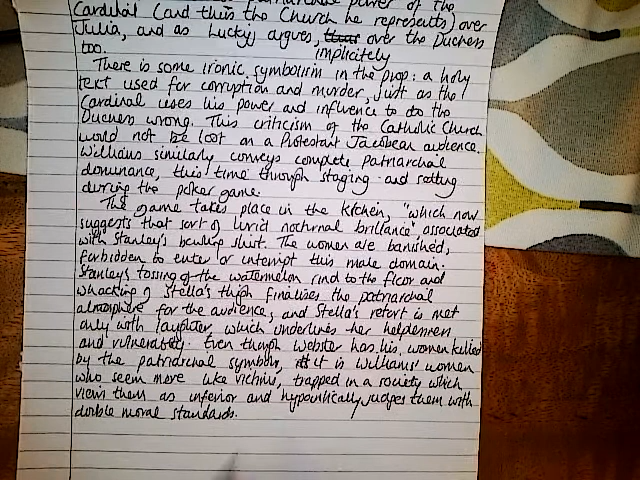 power of the
Cardinal (and thus the Church he represents) over
Julia, and as Luckyj argues, over the Duchess
implicitly
too.
There is some ironic symbolism in the prop: a holy
text used for corruption and murder, just as the
Cardinal uses his power and influence to do the
Duchess wrong. This criticism of the Catholic Church
would not be lost on a Protestant Jacobean audience.
Williams similarly conveys complete patriarchal
dominance, this time through staging and setting
during the poker game.
The game takes place in the kitchen, "which now
suggests that sort of lurid nocturnal brilliance" associated
with Stanley's bowling shirt. The women are banished,
forbidden to enter or interrupt this male domain.
Stanley's tossing of the watermelon rind to the floor and
whacking of Stella's thigh finalises the patriarchal
atmosphere for the audience, and Stella's retort is met
only with laughter, which underlines her helplessness
and vulnerability. Even though Webster has his women killed
by the patriarchal symbols, it is Williams' women
who seem more like victims, trapped in a society which
views them as inferior and hypocritically judges them with
double moral standards.